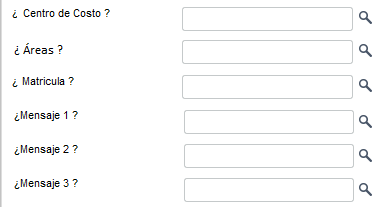 ¿ Centro de Costo ?
¿ Áreas ?
¿ Matricula ?
¿Mensaje 1 ?
¿Mensaje 2 ?
¿Mensaje 3 ?